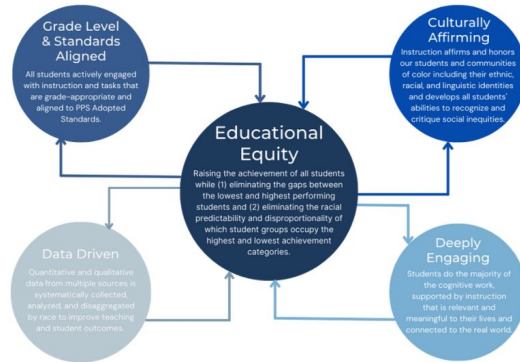 Grade Level
& Standards
Aligned
All students actively engaged
with instruction and tasks that
are grade-appropriate and
aligned to PPS Adopted
Standards.
Culturally
Affirming
Instruction affirms and honors
our students and communities
of color including their ethnic,
racial, and linguistic identities
and develops all students'
abilities to recognize and
critique social inequities.
Educational
Equity
Raising the achievement of all students
while (1) eliminating the gaps between
the lowest and highest performing
students and (2) eliminating the racial
predictability and disproportionality of
which student groups occupy the
highest and lowest achievement
categories.
Data Driven
Quantitative and qualitative
data from multiple sources is
systematically collected,
analyzed, and disaggregated
by race to improve teaching
and student outcomes.
Deeply
Engaging
Students do the majority of
the cognitive work,
supported by instruction
that is relevant and
meaningful to their lives and
connected to the real world.